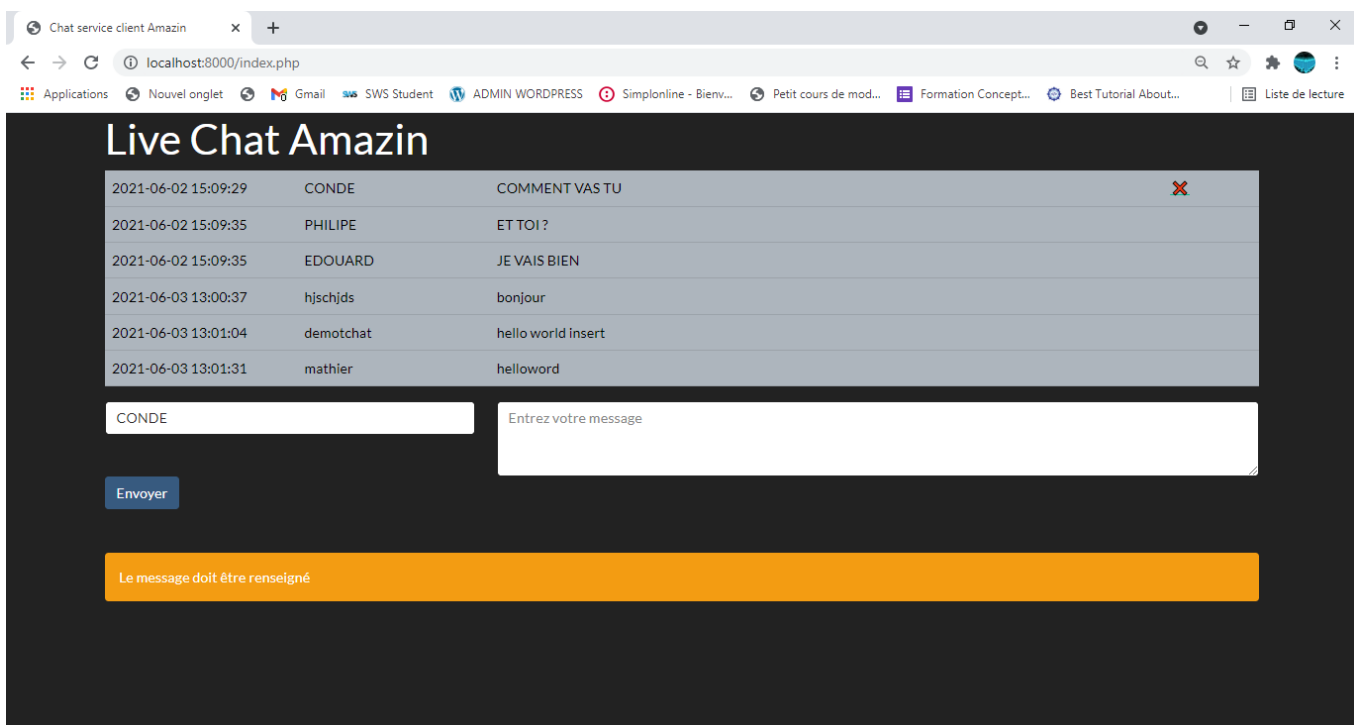 Chat service client Amazin
localhost:8000/index.php
Applications Nouvel onglet Gmail SWS SWS Student ADMIN WORDPRESS Simplonline - Bienv... Petit cours de mod... Formation Concept... Best Tutorial About... Liste de lecture
Live Chat Amazin
2021-06-02 15:09:29 CONDE COMMENT VAS TU
2021-06-02 15:09:35 PHILIPE ET TOI ?
2021-06-02 15:09:35 EDOUARD JE VAIS BIEN
2021-06-03 13:00:37 hjschjds bonjour
2021-06-03 13:01:04 demotchat hello world insert
2021-06-03 13:01:31 mathier helloword
CONDE Entrez votre message
Envoyer
Le message doit être renseigné